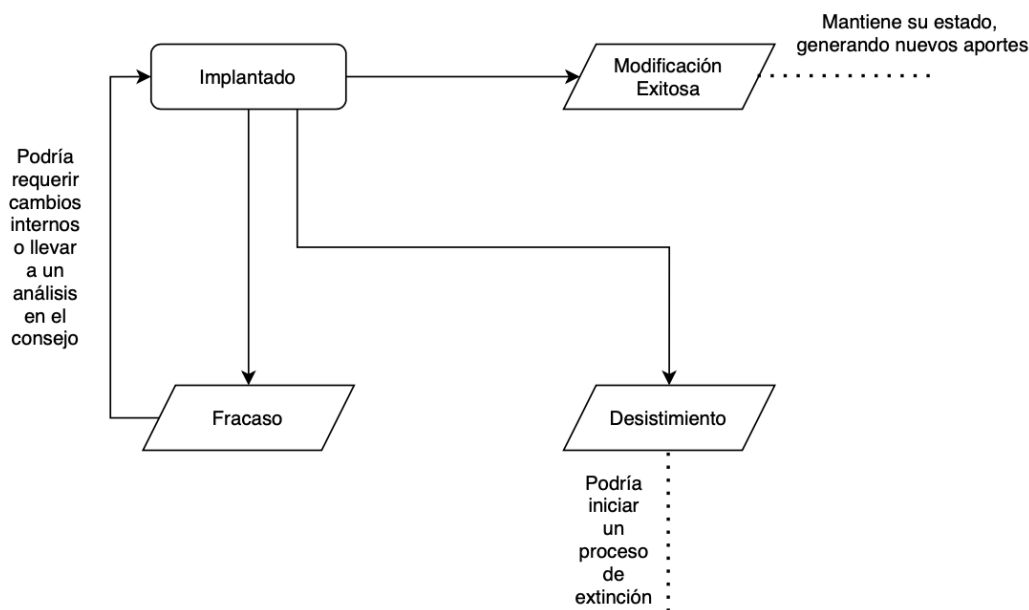 Mantiene su estado,
generando nuevos aportes
Implantado
Modificación
Exitosa
Podría
requerir
cambios
internos
o llevar
a un
análisis
en el
consejo
Fracaso
Desistimiento
Podría
iniciar
un
proceso
de
extinción